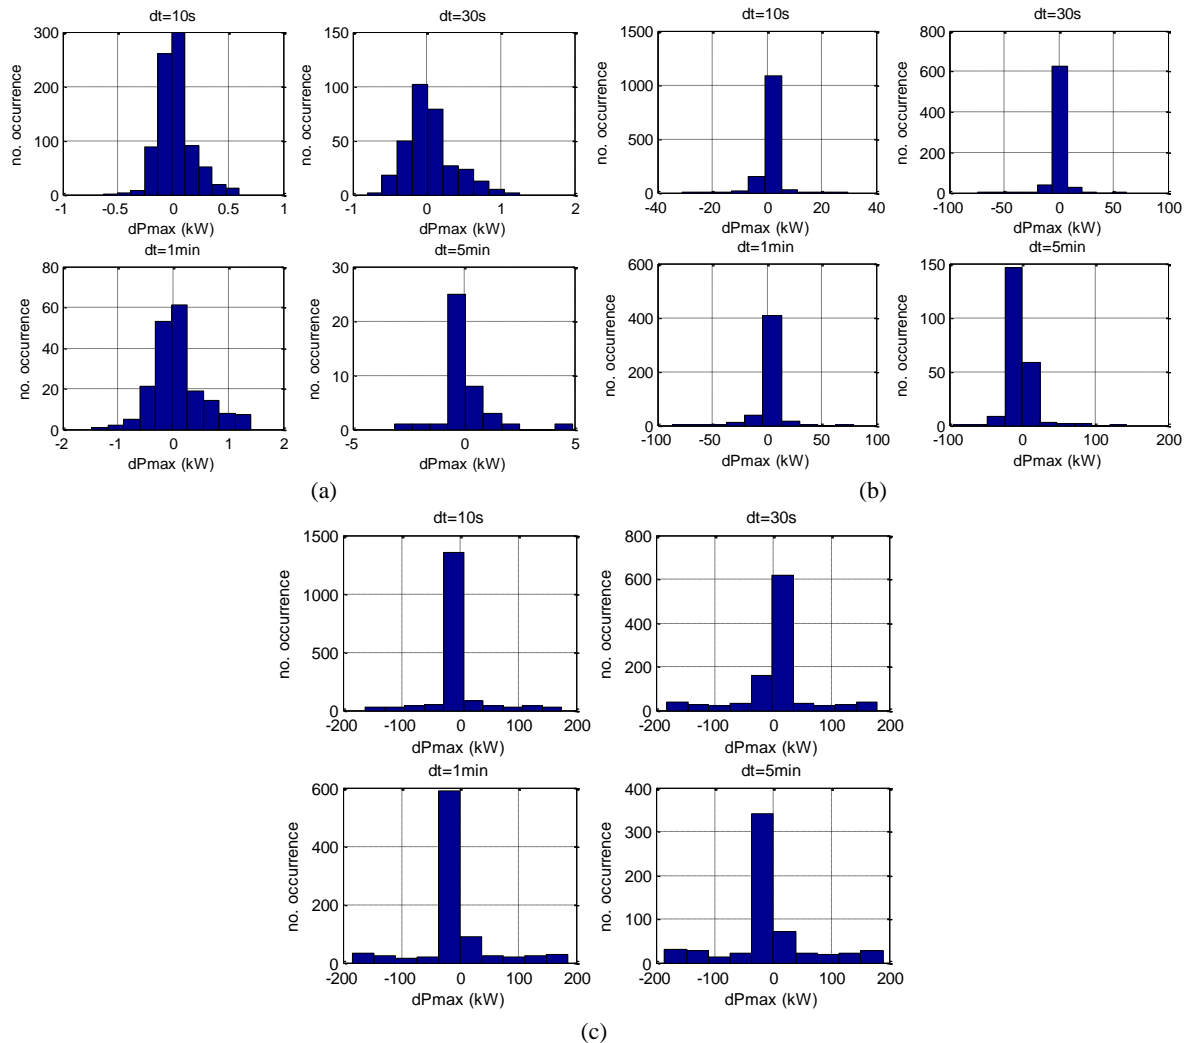 dt=10s
300
200
100
0
-1 -0.5 0 0.5 1
no. occurrence
dPmax (kW)
dt=30s
150
100
50
0
-1 0 1 2
no. occurrence
dPmax (kW)
dt=1min
80
60
40
20
0
-2 -1 0 1 2
no. occurrence
dPmax (kW)
dt=5min
30
20
10
0
-5 0 5
no. occurrence
dPmax (kW)
(a)
dt=10s
1500
1000
500
0
-40 -20 0 20 40
no. occurrence
dPmax (kW)
dt=30s
800
600
400
200
0
-100 -50 0 50 100
no. occurrence
dPmax (kW)
dt=1min
600
400
200
0
-100 -50 0 50 100
no. occurrence
dPmax (kW)
dt=5min
150
100
50
0
-100 0 100 200
no. occurrence
dPmax (kW)
(b)
dt=10s
1500
1000
500
0
-200 -100 0 100 200
no. occurrence
dPmax (kW)
dt=30s
800
600
400
200
0
-200 -100 0 100 200
no. occurrence
dPmax (kW)
dt=1min
600
400
200
0
-200 -100 0 100 200
no. occurrence
dPmax (kW)
dt=5min
400
300
200
100
0
-200 -100 0 100 200
no. occurrence
dPmax (kW)
(c)